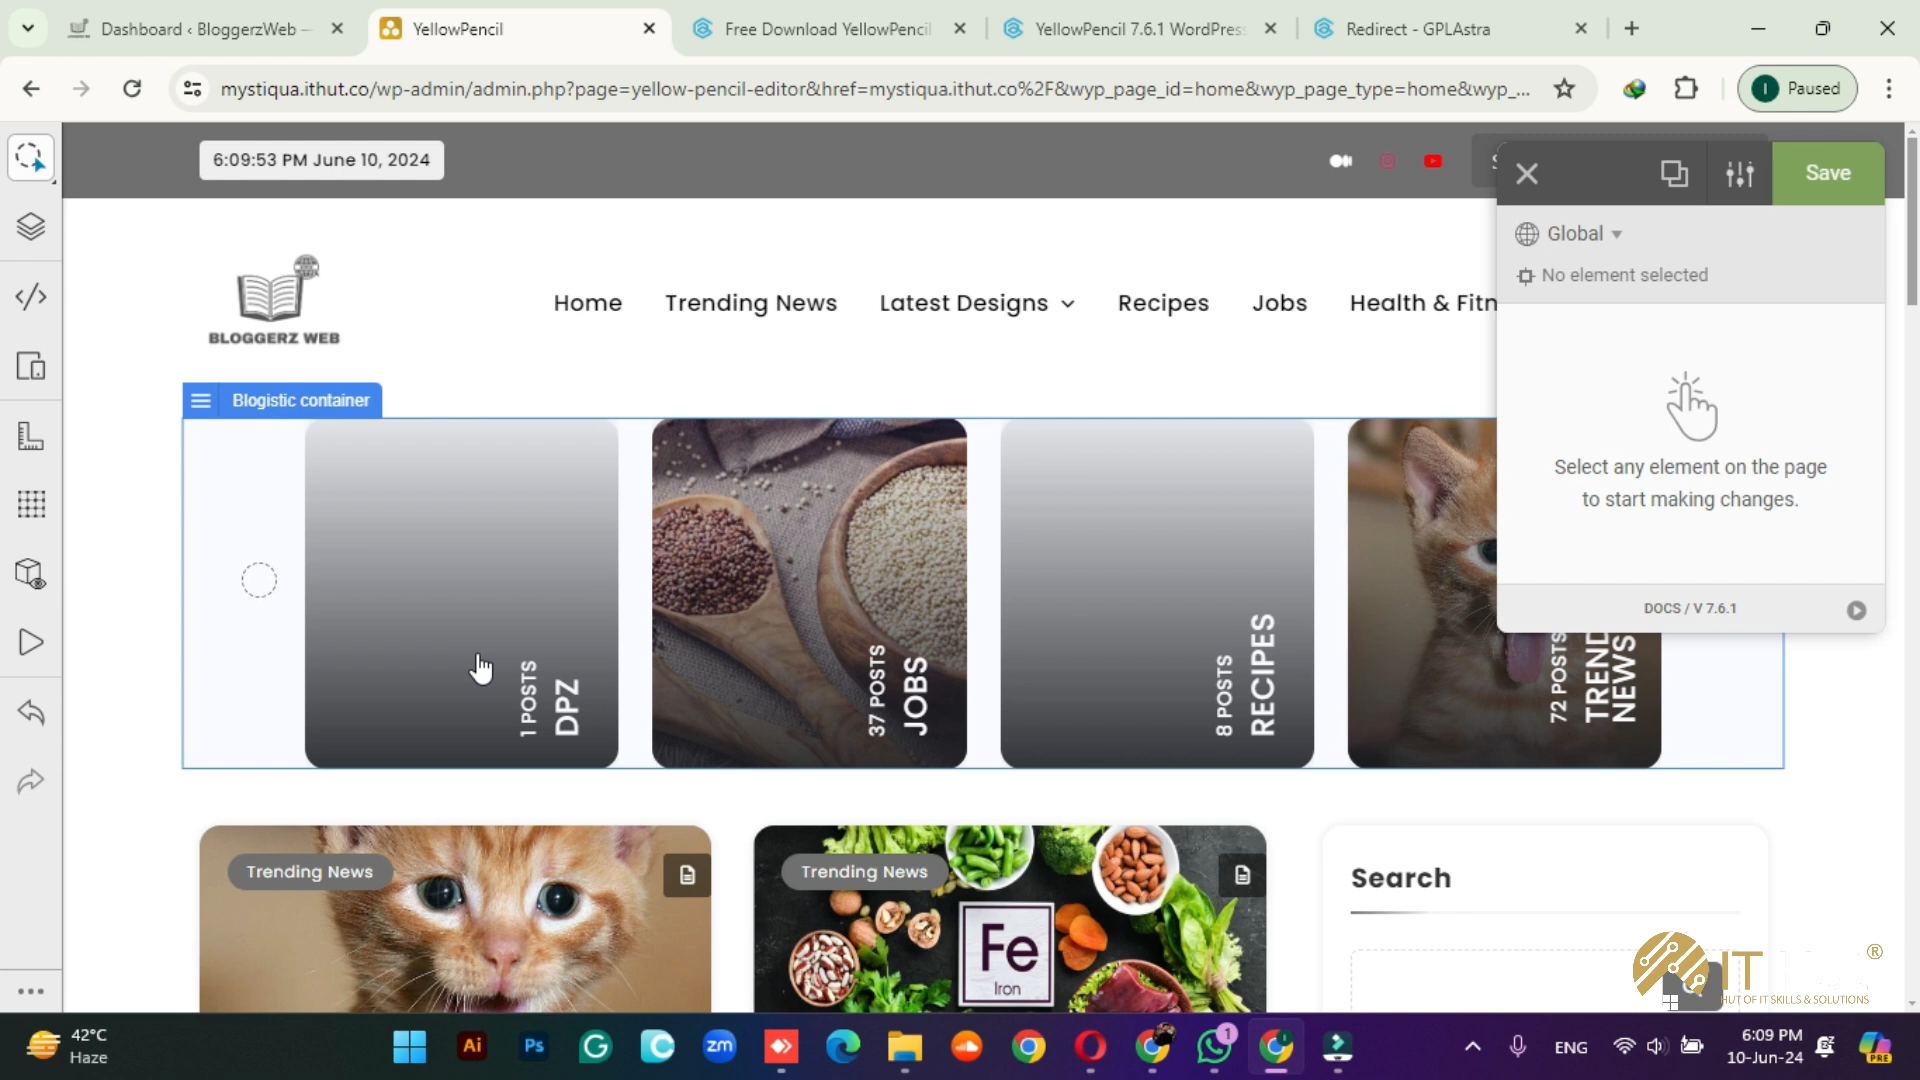 Dashboard ‹ BloggerzWeb –
YellowPencil
Free Download YellowPencil
YellowPencil 7.6.1 WordPress
Redirect - GPLAstra
mystiqua.ithut.co/wp-admin/admin.php?page=yellow-pencil-editor&href=mystiqua.ithut.co%2F&wyp_page_id=home&wyp_page_type=home&wyp_...
I
Paused
6:09:53 PM June 10, 2024
S
Save
Global
No element selected
BLOGGERZ WEB
Home
Trending News
Latest Designs
Recipes
Jobs
Health & Fitn
Blogistic container
Select any element on the page
to start making changes.
DOCS / V 7.6.1
1 POSTS
DPZ
37 POSTS
JOBS
8 POSTS
RECIPES
72 POSTS
TREND
NEWS
Trending News
Trending News
Fe
Iron
Search
IT
®
HUT OF IT SKILLS & SOLUTIONS
42°C
Haze
Ai
Ps
zm
1
ENG
6:09 PM
10-Jun-24
PRE